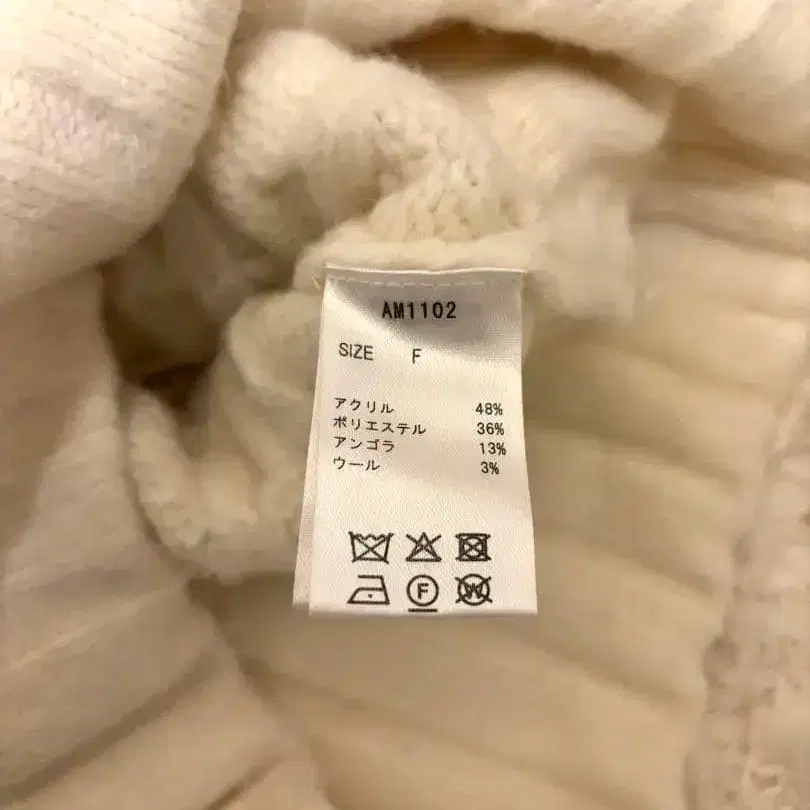 AM1102
SIZE F
アクリル 48%
ポリエステル 36%
アンゴラ 13%
ウール 3%
F W